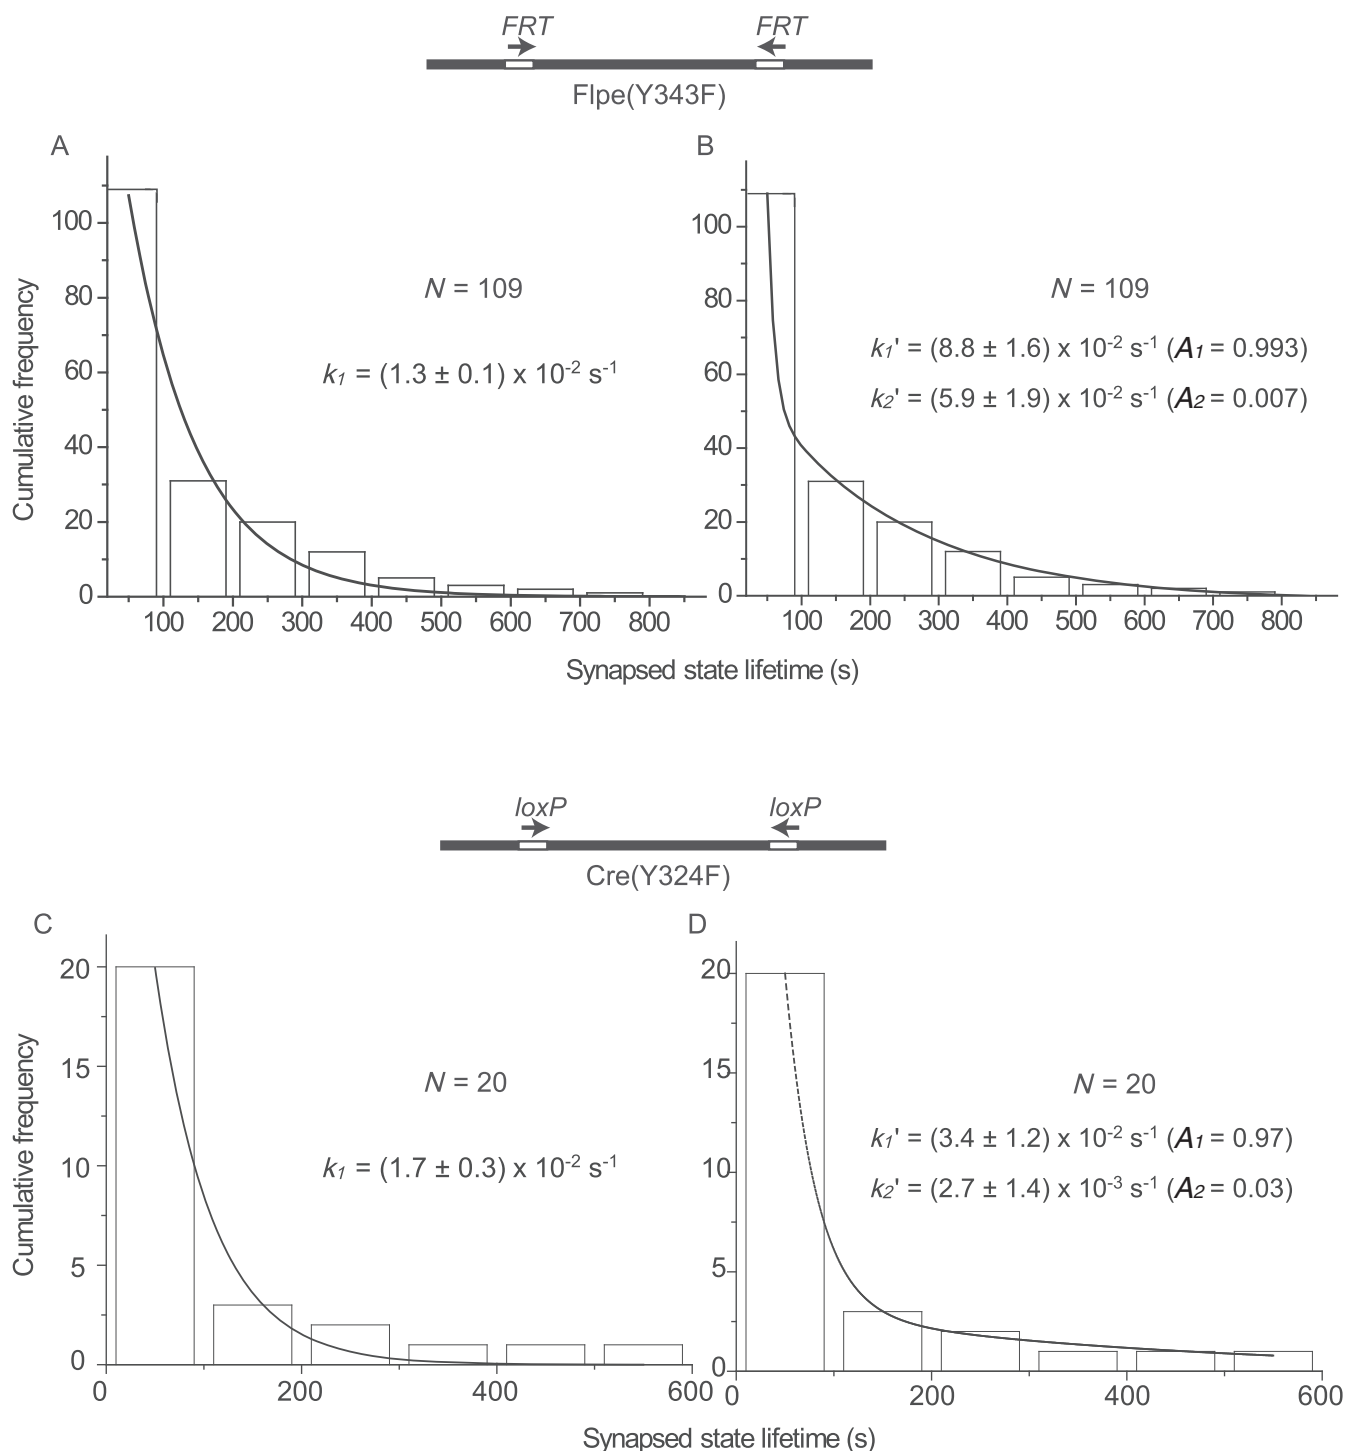 FRT FRT
Flpe(Y343F)
A B
Cumulative frequency
100
80
60
40
20
0
N = 109
k1 = (1.3 ± 0.1) x 10-2 s-1
100 200 300 400 500 600 700 800
100
80
60
40
20
0
N = 109
k1' = (8.8 ± 1.6) x 10-2 s-1 (A1 = 0.993)
k2' = (5.9 ± 1.9) x 10-2 s-1 (A2 = 0.007)
100 200 300 400 500 600 700 800
Synapsed state lifetime (s)
loxP loxP
Cre(Y324F)
C D
Cumulative frequency
20
15
10
5
0
N = 20
k1 = (1.7 ± 0.3) x 10-2 s-1
0 200 400 600
20
15
10
5
0
N = 20
k1' = (3.4 ± 1.2) x 10-2 s-1 (A1 = 0.97)
k2' = (2.7 ± 1.4) x 10-3 s-1 (A2 = 0.03)
0 200 400 600
Synapsed state lifetime (s)